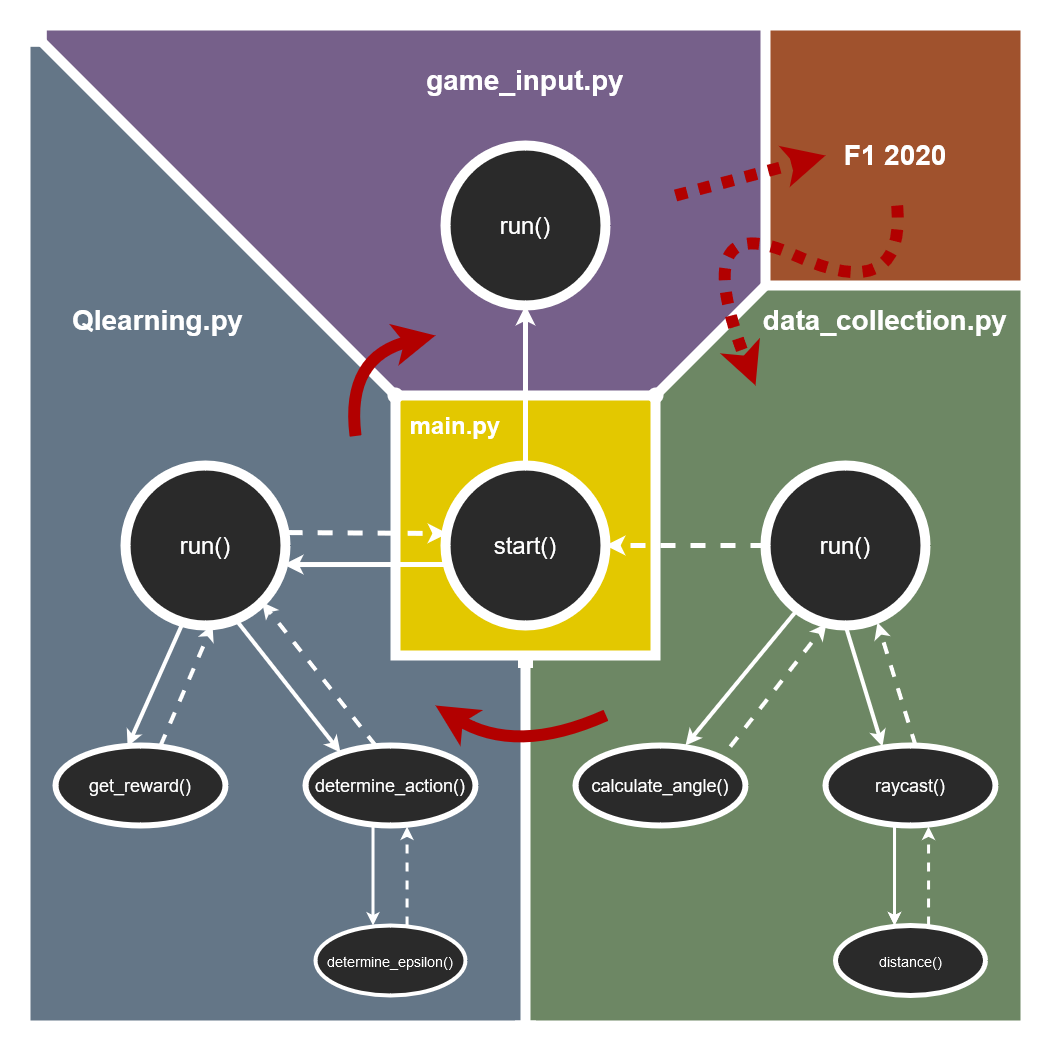 game_input.py
F1 2020
run()
Qlearning.py
data_collection.py
main.py
run()
start()
run()
get_reward()
determine_action()
calculate_angle()
raycast()
determine_epsilon()
distance()